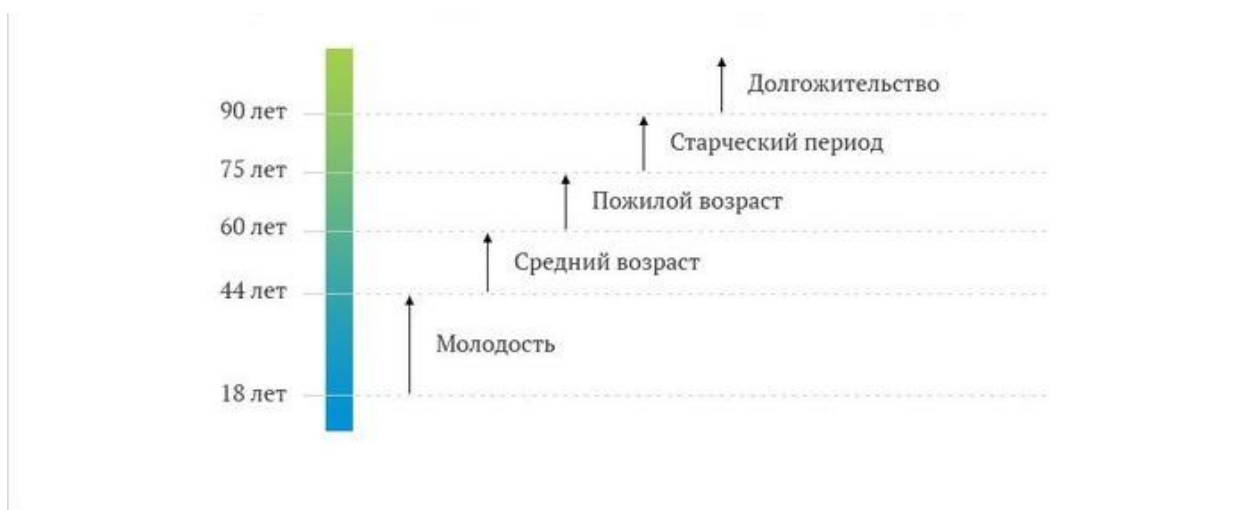 Долгожительство
90 лет
Старческий период
75 лет
Пожилой возраст
60 лет
Средний возраст
44 лет
Молодость
18 лет